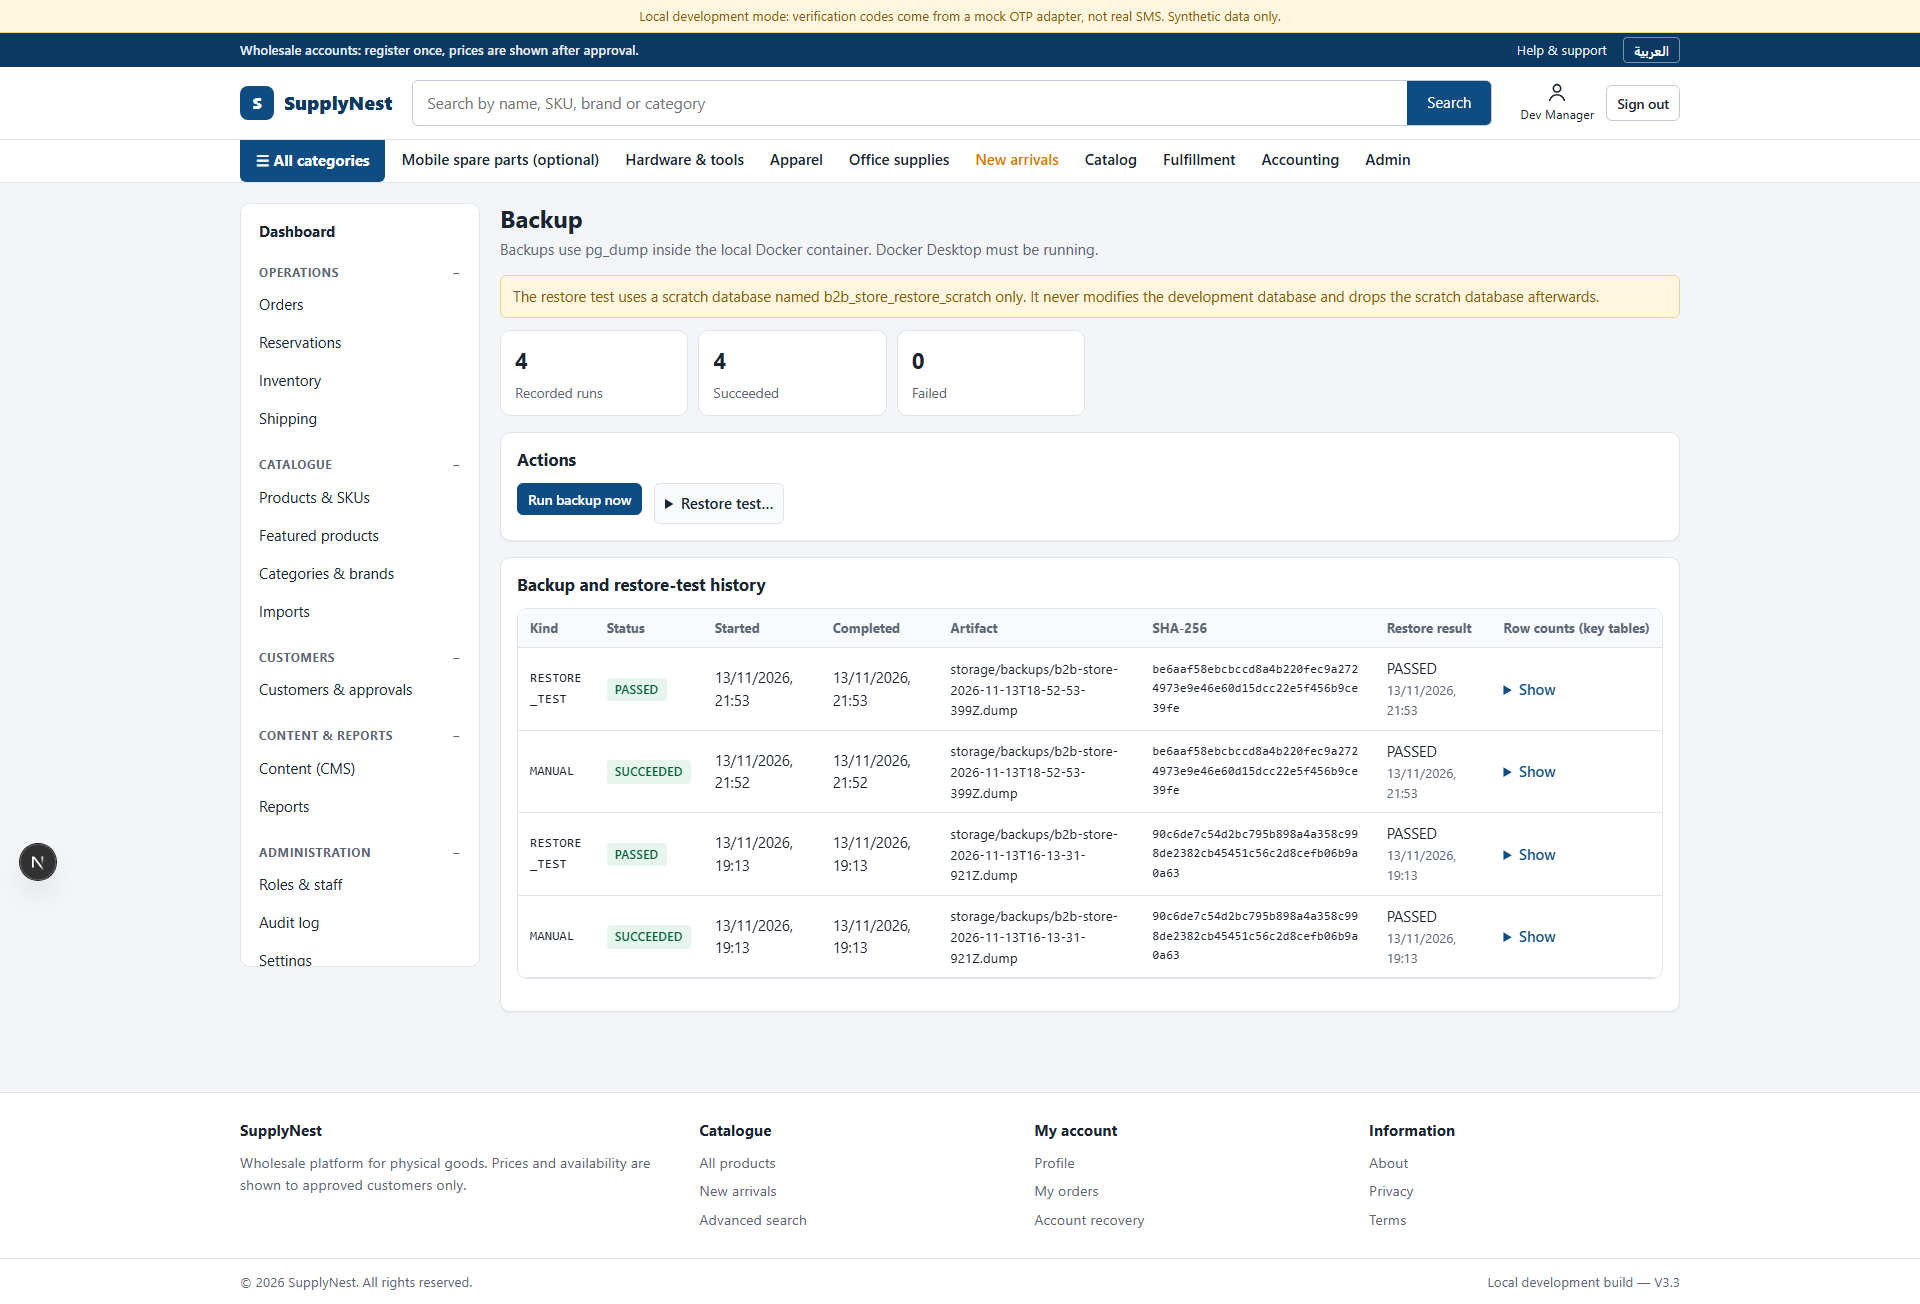 Local development mode: verification codes come from a mock OTP adapter, not real SMS. Synthetic data only.
Wholesale accounts: register once, prices are shown after approval.
Help & support
العربية
S SupplyNest
Search by name, SKU, brand or category
Search
Dev Manager
Sign out
☰ All categories
Mobile spare parts (optional)
Hardware & tools
Apparel
Office supplies
New arrivals
Catalog
Fulfillment
Accounting
Admin
Dashboard
OPERATIONS –
Orders
Reservations
Inventory
Shipping
CATALOGUE –
Products & SKUs
Featured products
Categories & brands
Imports
CUSTOMERS –
Customers & approvals
CONTENT & REPORTS –
Content (CMS)
Reports
ADMINISTRATION –
Roles & staff
Audit log
Settings
N
Backup
Backups use pg_dump inside the local Docker container. Docker Desktop must be running.
The restore test uses a scratch database named b2b_store_restore_scratch only. It never modifies the development database and drops the scratch database afterwards.
4
Recorded runs
4
Succeeded
0
Failed
Actions
Run backup now
▶ Restore test...
Backup and restore-test history
Kind Status Started Completed Artifact SHA-256 Restore result Row counts (key tables)
RESTORE
_TEST
PASSED
13/11/2026,
21:53
13/11/2026,
21:53
storage/backups/b2b-store-
2026-11-13T18-52-53-
399Z.dump
be6aaf58ebcbccd8a4b220fec9a272
4973e9e46e60d15dcc22e5f456b9ce
39fe
PASSED
13/11/2026,
21:53
▶ Show
MANUAL
SUCCEEDED
13/11/2026,
21:52
13/11/2026,
21:52
storage/backups/b2b-store-
2026-11-13T18-52-53-
399Z.dump
be6aaf58ebcbccd8a4b220fec9a272
4973e9e46e60d15dcc22e5f456b9ce
39fe
PASSED
13/11/2026,
21:53
▶ Show
RESTORE
_TEST
PASSED
13/11/2026,
19:13
13/11/2026,
19:13
storage/backups/b2b-store-
2026-11-13T16-13-31-
921Z.dump
90c6de7c54d2bc795b898a4a358c99
8de2382cb45451c56c2d8cefb06b9a
0a63
PASSED
13/11/2026,
19:13
▶ Show
MANUAL
SUCCEEDED
13/11/2026,
19:13
13/11/2026,
19:13
storage/backups/b2b-store-
2026-11-13T16-13-31-
921Z.dump
90c6de7c54d2bc795b898a4a358c99
8de2382cb45451c56c2d8cefb06b9a
0a63
PASSED
13/11/2026,
19:13
▶ Show
SupplyNest
Wholesale platform for physical goods. Prices and availability are
shown to approved customers only.
Catalogue
All products
New arrivals
Advanced search
My account
Profile
My orders
Account recovery
Information
About
Privacy
Terms
© 2026 SupplyNest. All rights reserved.
Local development build — V3.3